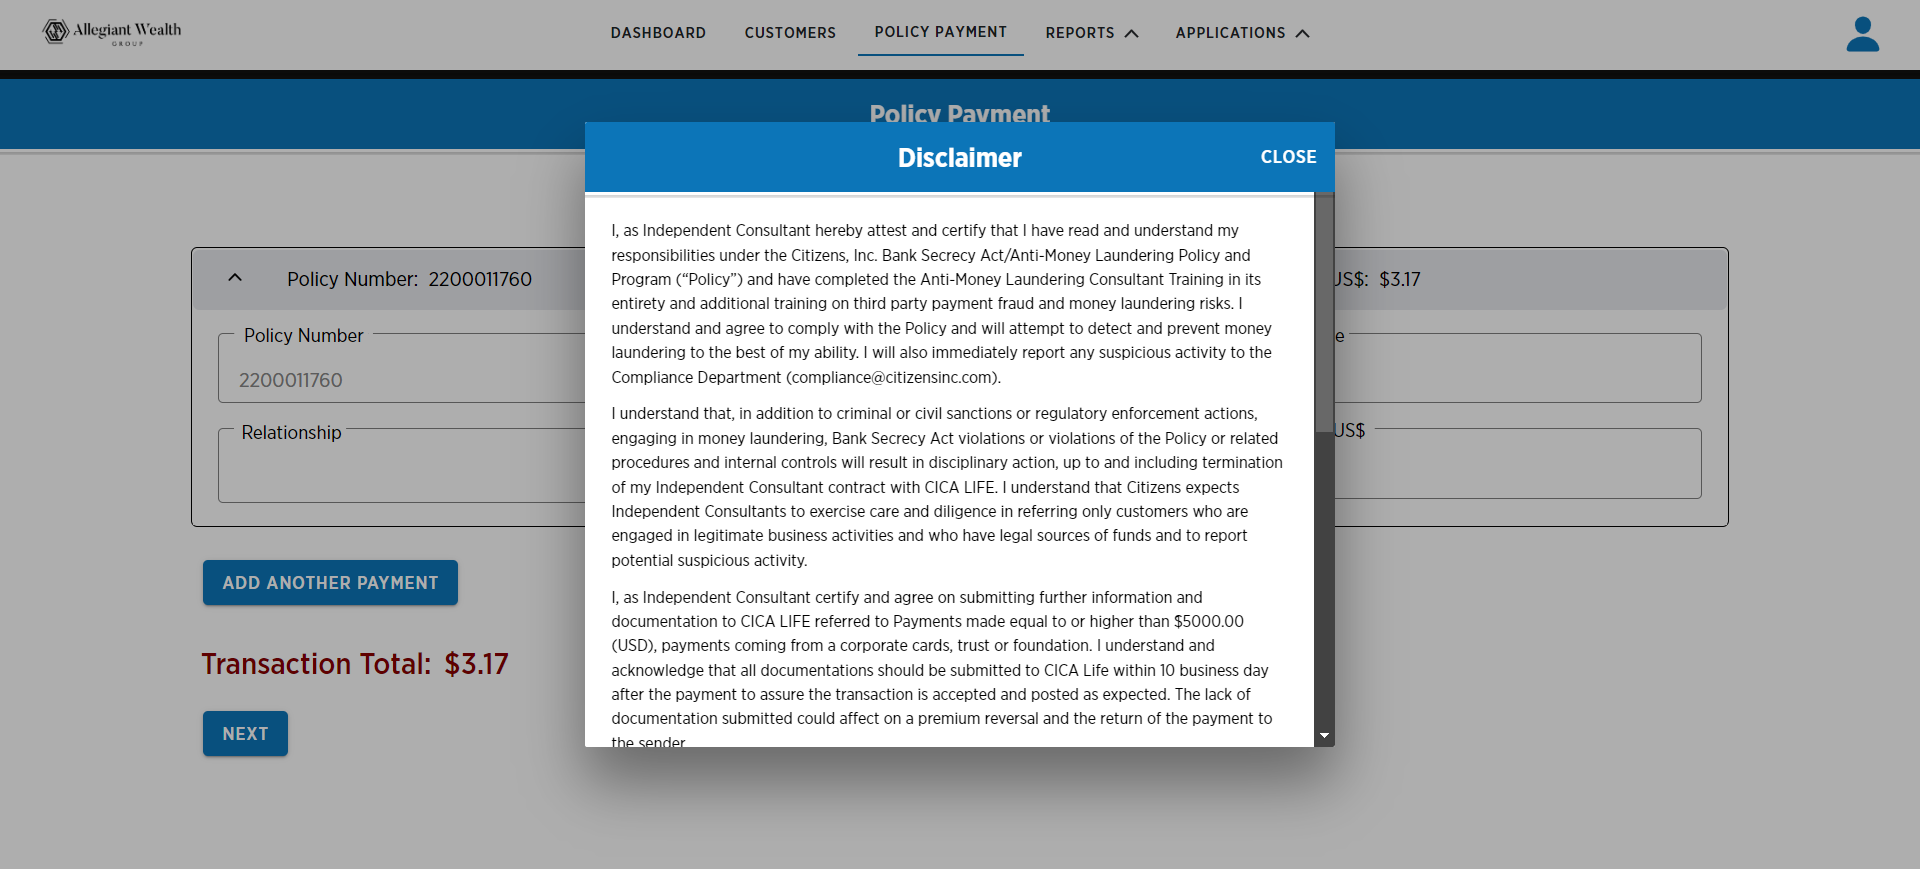 Allegiant Wealth
GROUP
DASHBOARD
CUSTOMERS
POLICY PAYMENT
REPORTS
APPLICATIONS
Policy Payment
Disclaimer
CLOSE
I, as Independent Consultant hereby attest and certify that I have read and understand my
responsibilities under the Citizens, Inc. Bank Secrecy Act/Anti-Money Laundering Policy and
Program (“Policy”) and have completed the Anti-Money Laundering Consultant Training in its
entirety and additional training on third party payment fraud and money laundering risks. I
understand and agree to comply with the Policy and will attempt to detect and prevent money
laundering to the best of my ability. I will also immediately report any suspicious activity to the
Compliance Department (compliance@citizensinc.com).
I understand that, in addition to criminal or civil sanctions or regulatory enforcement actions,
engaging in money laundering, Bank Secrecy Act violations or violations of the Policy or related
procedures and internal controls will result in disciplinary action, up to and including termination
of my Independent Consultant contract with CICA LIFE. I understand that Citizens expects
Independent Consultants to exercise care and diligence in referring only customers who are
engaged in legitimate business activities and who have legal sources of funds and to report
potential suspicious activity.
I, as Independent Consultant certify and agree on submitting further information and
documentation to CICA LIFE referred to Payments made equal to or higher than $5000.00
(USD), payments coming from a corporate cards, trust or foundation. I understand and
acknowledge that all documentations should be submitted to CICA Life within 10 business day
after the payment to assure the transaction is accepted and posted as expected. The lack of
documentation submitted could affect on a premium reversal and the return of the payment to
the sender
Policy Number: 2200011760
US$: $3.17
Policy Number
e
2200011760
Relationship
US$
ADD ANOTHER PAYMENT
Transaction Total: $3.17
NEXT